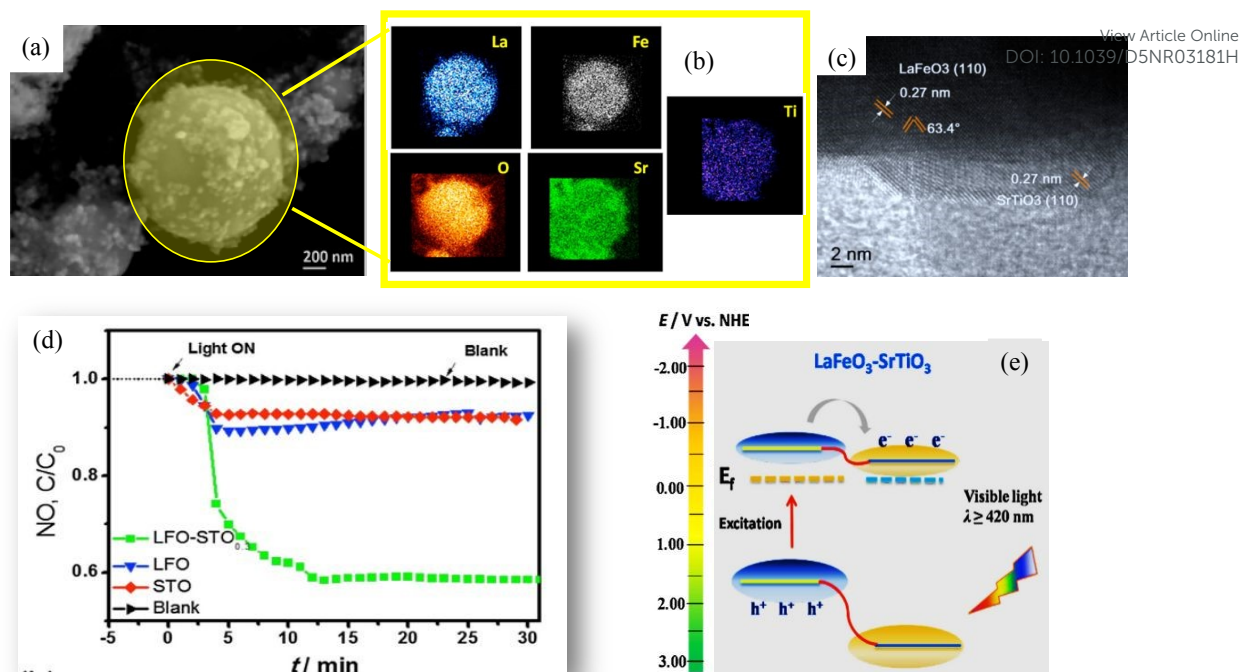 View Article Online
DOI: 10.1039/D5NR03181H
(a)
200 nm
La
Fe
(b)
Ti
O
Sr
(c)
LaFeO3 (110)
0.27 nm
63.4°
0.27 nm
SrTiO3 (110)
2 nm
(d)
Light ON
Blank
1.0
0.8
0.6
NO, C/C₀
LFO-STO
LFO
STO
Blank
-5 0 5 10 15 20 25 30
t/ min
E / V vs. NHE
-2.00
-1.00
0.00
1.00
2.00
3.00
LaFeO₃-SrTiO₃
(e)
e⁻ e⁻ e⁻
E_f
Visible light
λ ≥ 420 nm
Excitation
h⁺ h⁺ h⁺